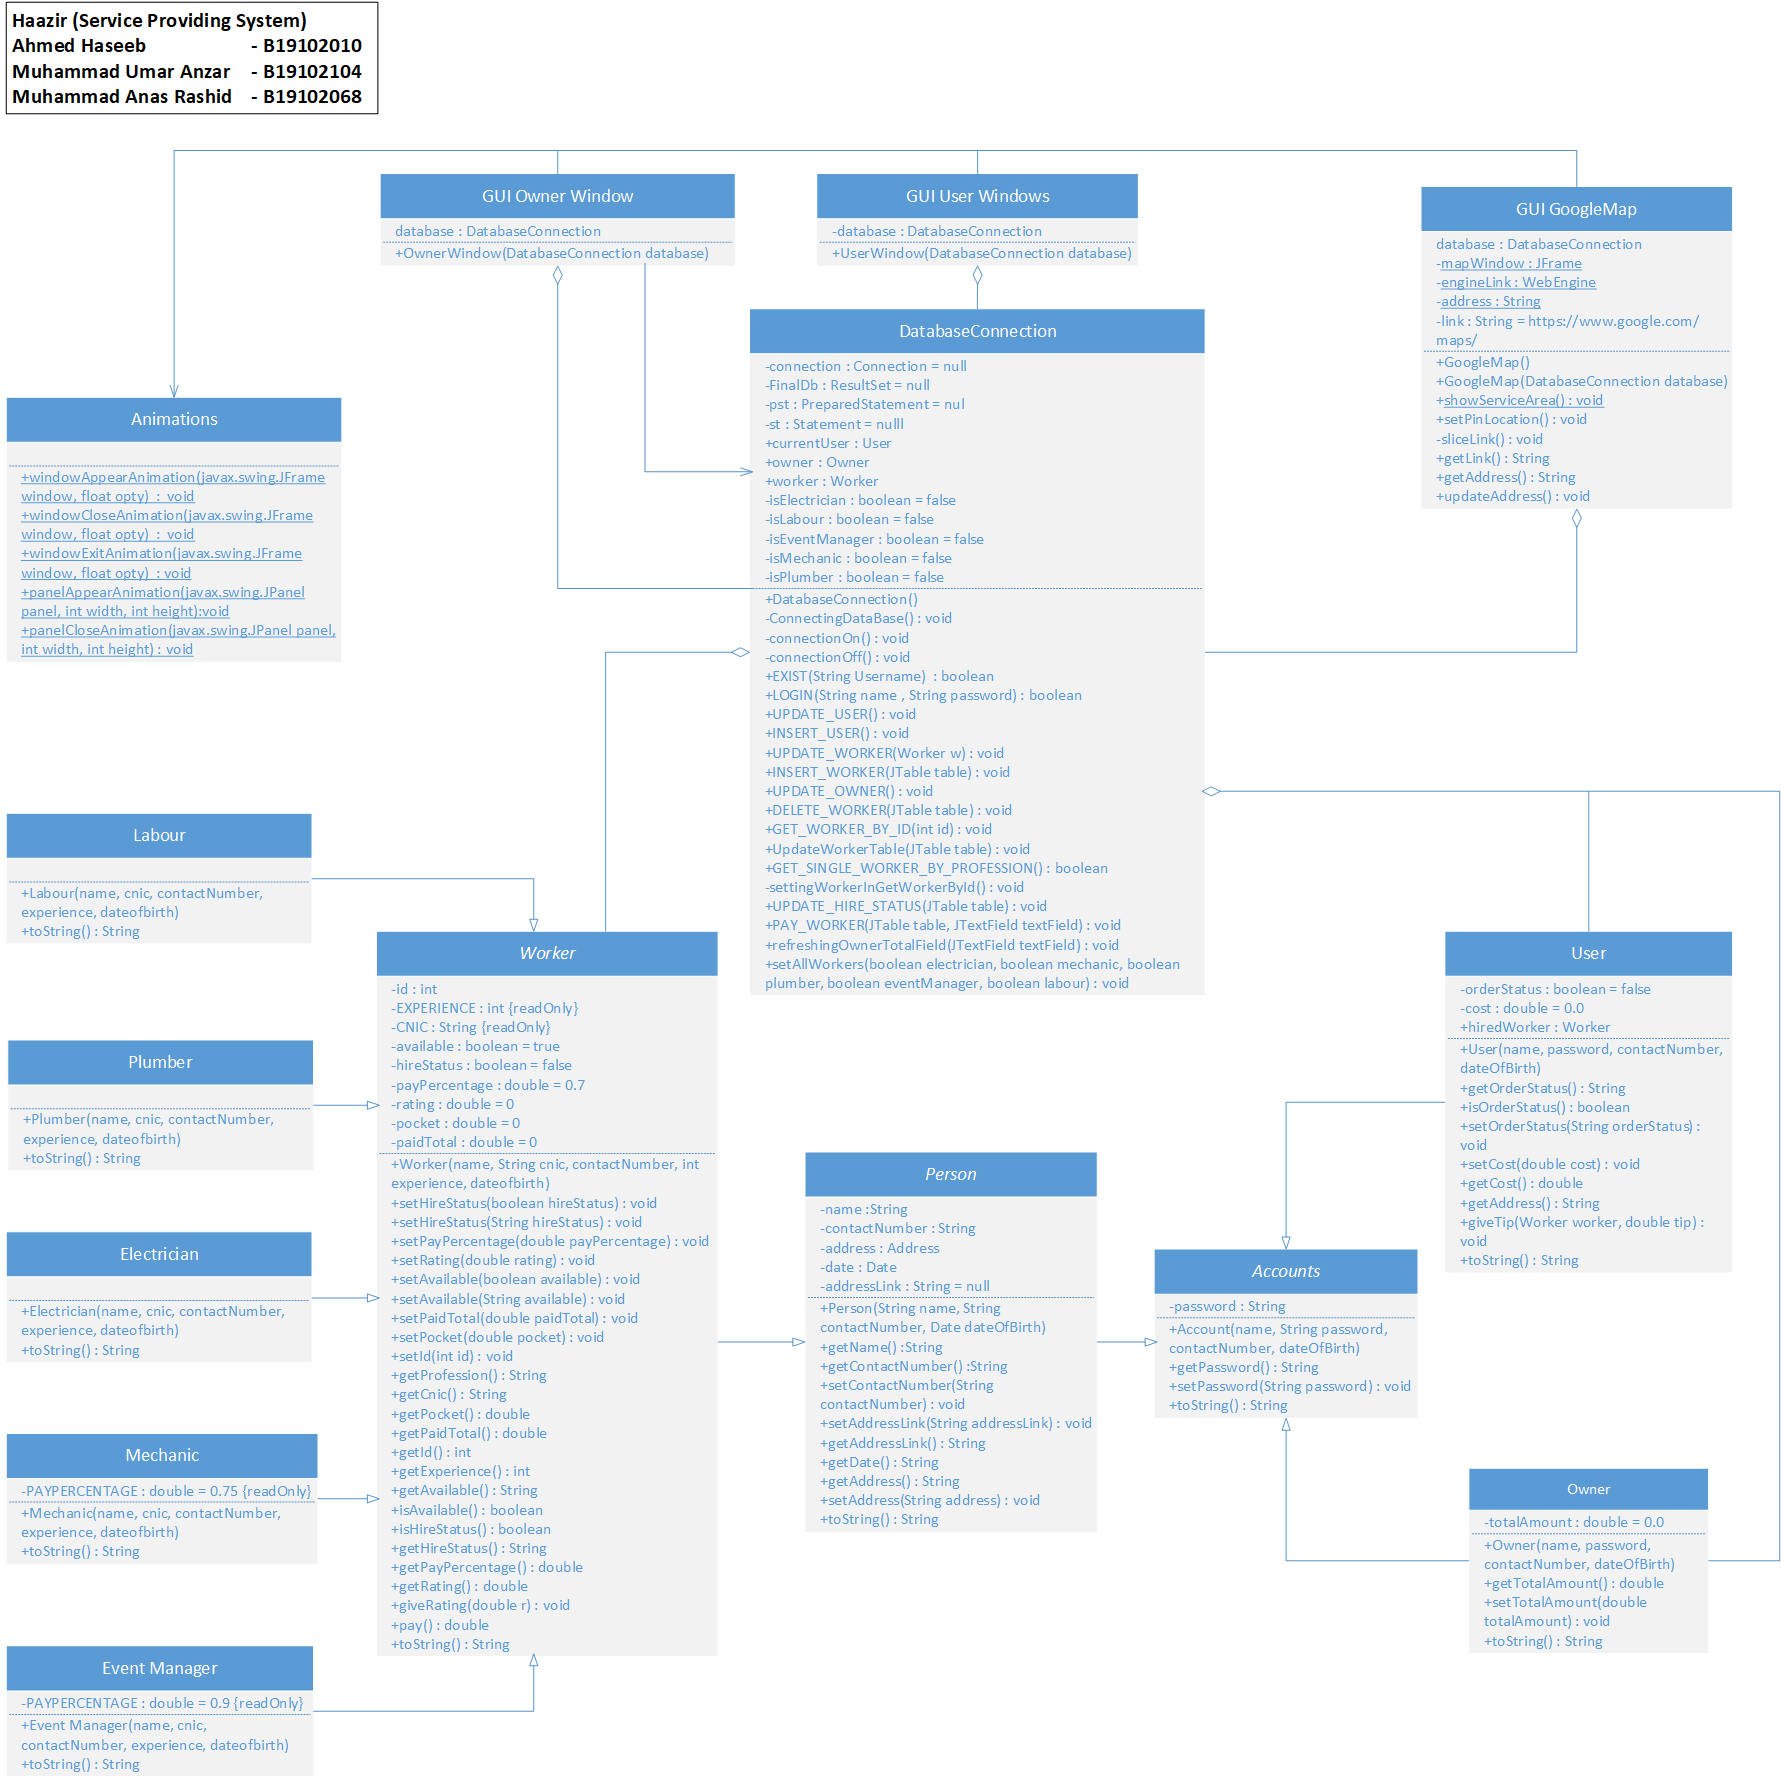 Haazir (Service Providing System)
Ahmed Haseeb - B19102010
Muhammad Umar Anzar - B19102104
Muhammad Anas Rashid - B19102068
GUI Owner Window
database : DatabaseConnection
+OwnerWindow(DatabaseConnection database)
GUI User Windows
-database : DatabaseConnection
+UserWindow(DatabaseConnection database)
GUI GoogleMap
database : DatabaseConnection
-mapWindow : JFrame
-engineLink : WebEngine
-address : String
-link : String = https://www.google.com/
maps/
+GoogleMap()
+GoogleMap(DatabaseConnection database)
+showServiceArea() : void
+setPinLocation() : void
-sliceLink() : void
+getLink() : String
+getAddress() : String
+updateAddress() : void
Animations
+windowAppearAnimation(javax.swing.JFrame
window, float opty) : void
+windowCloseAnimation(javax.swing.JFrame
window, float opty) : void
+windowExitAnimation(javax.swing.JFrame
window, float opty) : void
+panelAppearAnimation(javax.swing.JPanel
panel, int width, int height):void
+panelCloseAnimation(javax.swing.JPanel panel,
int width, int height) : void
DatabaseConnection
-connection : Connection = null
-FinalDb : ResultSet = null
-pst : PreparedStatement = nul
-st : Statement = nulll
+currentUser : User
+owner : Owner
+worker : Worker
-isElectrician : boolean = false
-isLabour : boolean = false
-isEventManager : boolean = false
-isMechanic : boolean = false
-isPlumber : boolean = false
+DatabaseConnection()
-ConnectingDataBase() : void
-connectionOn() : void
-connectionOff() : void
+EXIST(String Username) : boolean
+LOGIN(String name , String password) : boolean
+UPDATE_USER() : void
+INSERT_USER() : void
+UPDATE_WORKER(Worker w) : void
+INSERT_WORKER(JTable table) : void
+UPDATE_OWNER() : void
+DELETE_WORKER(JTable table) : void
+GET_WORKER_BY_ID(int id) : void
+UpdateWorkerTable(JTable table) : void
+GET_SINGLE_WORKER_BY_PROFESSION() : boolean
-settingWorkerInGetWorkerById() : void
+UPDATE_HIRE_STATUS(JTable table) : void
+PAY_WORKER(JTable table, JTextField textField) : void
+refreshingOwnerTotalField(JTextField textField) : void
+setAllWorkers(boolean electrician, boolean mechanic, boolean
plumber, boolean eventManager, boolean labour) : void
Labour
+Labour(name, cnic, contactNumber,
experience, dateofbirth)
+toString() : String
Plumber
+Plumber(name, cnic, contactNumber,
experience, dateofbirth)
+toString() : String
Electrician
+Electrician(name, cnic, contactNumber,
experience, dateofbirth)
+toString() : String
Mechanic
-PAYPERCENTAGE : double = 0.75 {readOnly}
+Mechanic(name, cnic, contactNumber,
experience, dateofbirth)
+toString() : String
Event Manager
-PAYPERCENTAGE : double = 0.9 {readOnly}
+Event Manager(name, cnic,
contactNumber, experience, dateofbirth)
+toString() : String
Worker
-id : int
-EXPERIENCE : int {readOnly}
-CNIC : String {readOnly}
-available : boolean = true
-hireStatus : boolean = false
-payPercentage : double = 0.7
-rating : double = 0
-pocket : double = 0
-paidTotal : double = 0
+Worker(name, String cnic, contactNumber, int
experience, dateofbirth)
+setHireStatus(boolean hireStatus) : void
+setHireStatus(String hireStatus) : void
+setPayPercentage(double payPercentage) : void
+setRating(double rating) : void
+setAvailable(boolean available) : void
+setAvailable(String available) : void
+setPaidTotal(double paidTotal) : void
+setPocket(double pocket) : void
+setId(int id) : void
+getProfession() : String
+getCnic() : String
+getPocket() : double
+getPaidTotal() : double
+getId() : int
+getExperience() : int
+getAvailable() : String
+isAvailable() : boolean
+isHireStatus() : boolean
+getHireStatus() : String
+getPayPercentage() : double
+getRating() : double
+giveRating(double r) : void
+pay() : double
+toString() : String
Person
-name :String
-contactNumber : String
-address : Address
-date : Date
-addressLink : String = null
+Person(String name, String
contactNumber, Date dateOfBirth)
+getName() :String
+getContactNumber() :String
+setContactNumber(String
contactNumber) : void
+setAddressLink(String addressLink) : void
+getAddressLink() : String
+getDate() : String
+getAddress() : String
+setAddress(String address) : void
+toString() : String
Accounts
-password : String
+Account(name, String password,
contactNumber, dateOfBirth)
+getPassword() : String
+setPassword(String password) : void
+toString() : String
User
-orderStatus : boolean = false
-cost : double = 0.0
+hiredWorker : Worker
+User(name, password, contactNumber,
dateOfBirth)
+getOrderStatus() : String
+isOrderStatus() : boolean
+setOrderStatus(String orderStatus) :
void
+setCost(double cost) : void
+getCost() : double
+getAddress() : String
+giveTip(Worker worker, double tip) :
void
+toString() : String
Owner
-totalAmount : double = 0.0
+Owner(name, password,
contactNumber, dateOfBirth)
+getTotalAmount() : double
+setTotalAmount(double
totalAmount) : void
+toString() : String